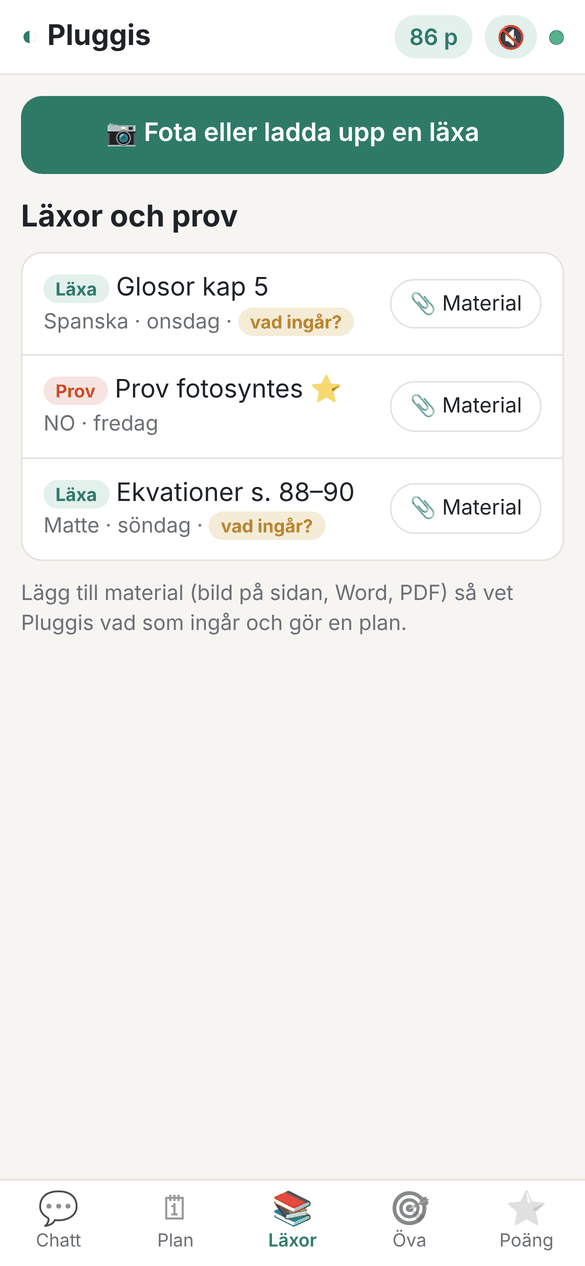 Pluggis
86 p
Fota eller ladda upp en läxa
Läxor och prov
Läxa Glosor kap 5
Spanska · onsdag · vad ingår?
Material
Prov Prov fotosyntes
NO · fredag
Material
Läxa Ekvationer s. 88–90
Matte · söndag · vad ingår?
Material
Lägg till material (bild på sidan, Word, PDF) så vet
Pluggis vad som ingår och gör en plan.
Chatt
1
Plan
Läxor
Öva
Poäng